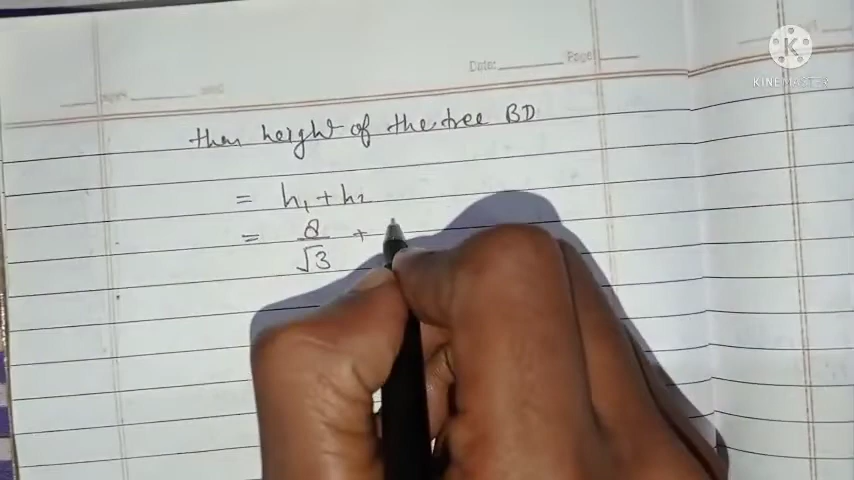 Date: Page
K
KINEMASTER
then height of the tree BD
= h₁ + h₂
= 8/√3 +